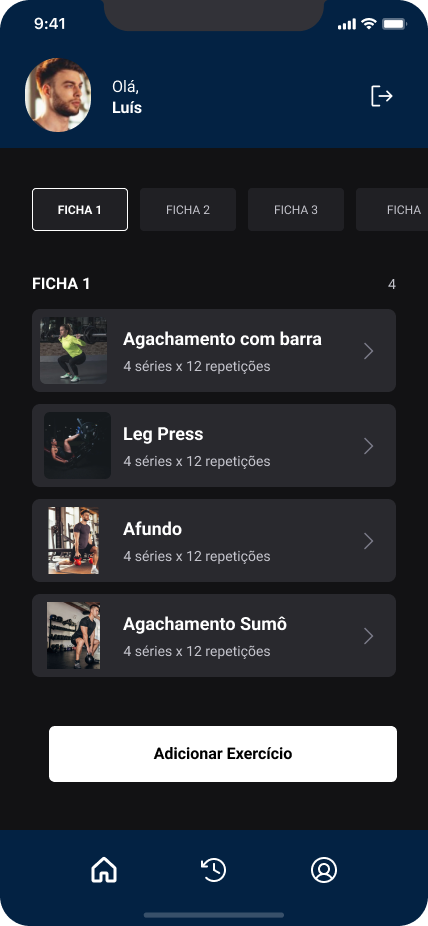 9:41
Olá,
Luís
FICHA 1
FICHA 2
FICHA 3
FICHA
FICHA 1
4
Agachamento com barra
4 séries x 12 repetições
Leg Press
4 séries x 12 repetições
Afundo
4 séries x 12 repetições
Agachamento Sumô
4 séries x 12 repetições
Adicionar Exercício